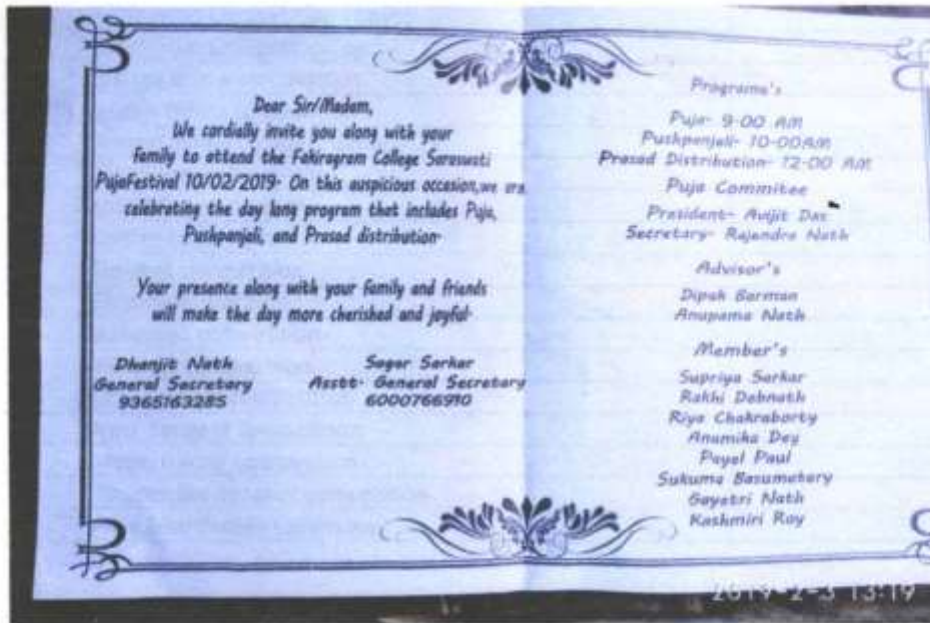 Dear Sir/Madam,
We cordially invite you along with your
family to attend the Fakiragram College Saraswati
PujaFestival 10/02/2019- On this auspicious occasion,we are
celebrating the day long program that includes Puja,
Pushpanjali, and Prasad distribution-
Your presence along with your family and friends
will make the day more cherished and joyful-
Dhanjit Nath
General Secretary
9365163285
Sagar Sarkar
Asstt- General Secretary
6000766910
Programe's
Puja- 9-00 AM
Pushpanjali- 10-00AM
Prasad Distribution- 12-00 AM
Puja Commitee
President- Avijit Das
Secretary- Rajendra Nath
Advisor's
Dipak Barman
Anupama Nath
Member's
Supriya Sarkar
Rakhi Debnath
Riya Chakraborty
Anamika Dey
Payel Paul
Sukuma Basumatary
Gayatri Nath
Kashmiri Roy
2019-2-3 13:19